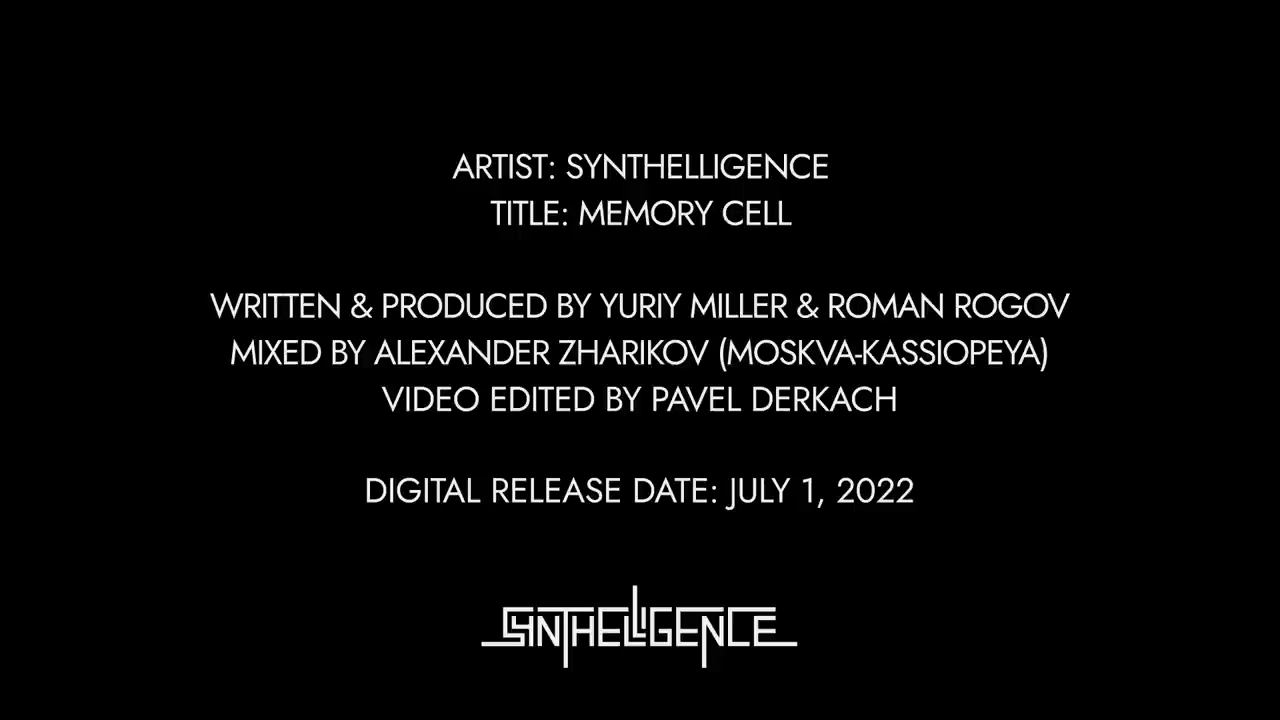 ARTIST: SYNTHELLIGENCE
TITLE: MEMORY CELL
WRITTEN & PRODUCED BY YURIY MILLER & ROMAN ROGOV
MIXED BY ALEXANDER ZHARIKOV (MOSKVA-KASSIOPEYA)
VIDEO EDITED BY PAVEL DERKACH
DIGITAL RELEASE DATE: JULY 1, 2022
SYNTHELLIGENCE